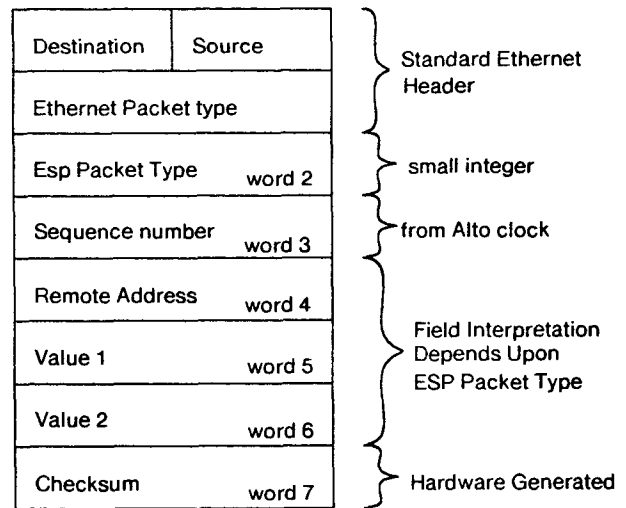 Destination Source
Standard Ethernet
Header
Ethernet Packet type
Esp Packet Type word 2
small integer
Sequence number word 3
from Alto clock
Remote Address word 4
Value 1 word 5
Value 2 word 6
Field Interpretation
Depends Upon
ESP Packet Type
Checksum word 7
Hardware Generated